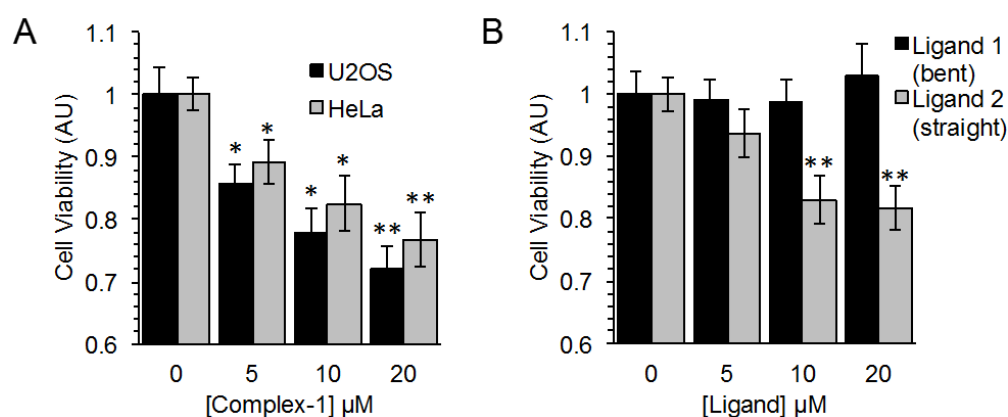 A
Cell Viability (AU)
1.1
1
0.9
0.8
0.7
0.6
U2OS
HeLa
* *
* *
** **
0 5 10 20
[Complex-1] µM
B
Cell Viability (AU)
1.1
1
0.9
0.8
0.7
0.6
Ligand 1
(bent)
Ligand 2
(straight)
** **
0 5 10 20
[Ligand] µM